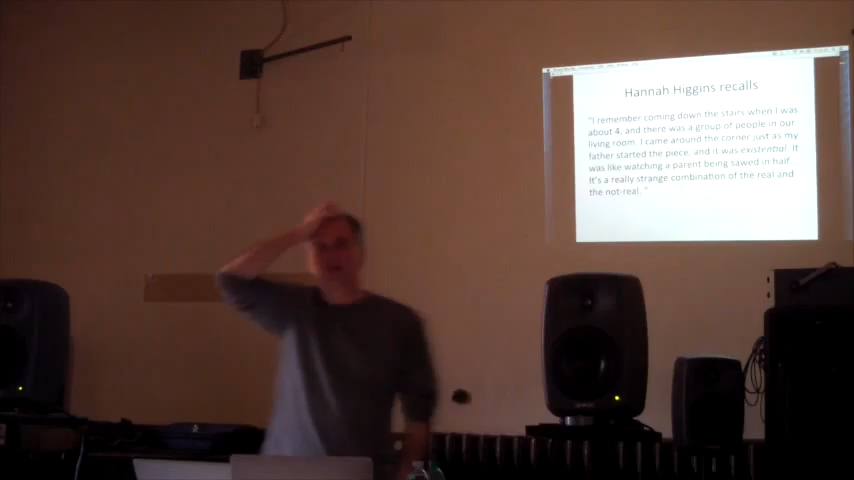 Hannah Higgins recalls
"I remember coming down the stairs when I was
about 4, and there was a group of people in our
living room. I came around the corner just as my
father started the piece, and it was existential. It
was like watching a parent being sawed in half...
It's a really strange combination of the real and
the not-real. "